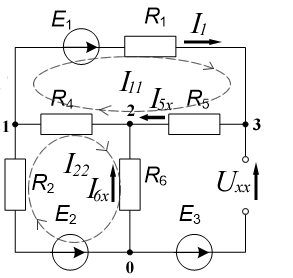 E1 R1 I1
I11
R4 2 I5x R5
1 3
I22
R2 I6x R6 Uxx
E2 E3
0